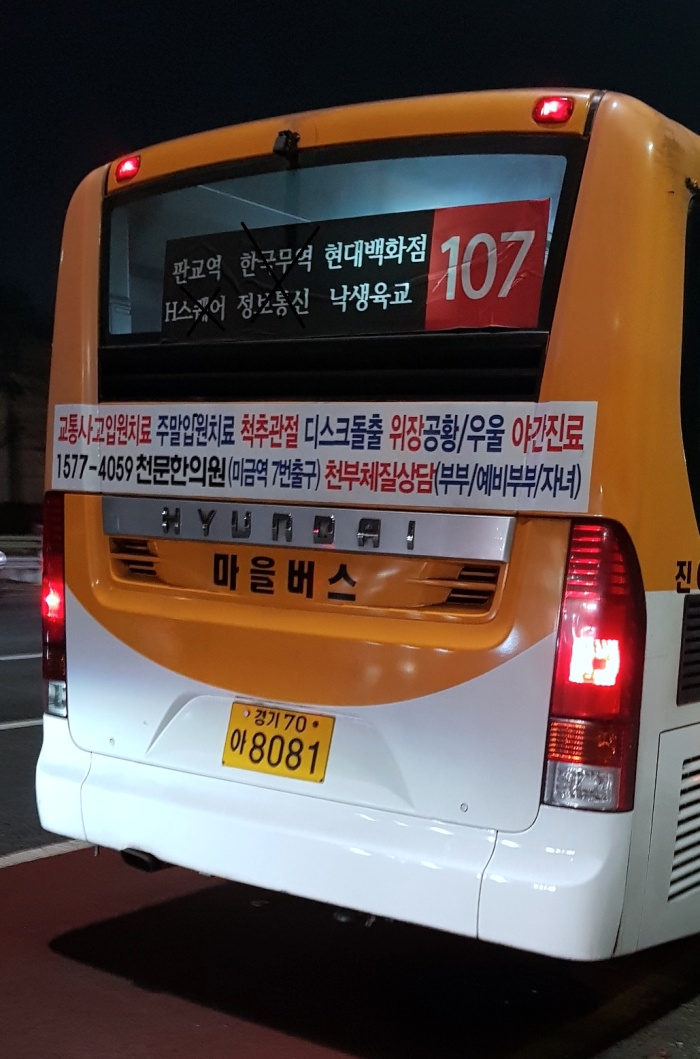 판교역 한국무역 현대백화점 107
H스퀘어 정보통신 낙생육교
교통사고입원치료 주말입원치료 척추관절 디스크돌출 위장공황/우울 야간진료
1577-4059 천문한의원(미금역 7번출구) 천부체질상담(부부/예비부부/자녀)
HYUNDAI
마을버스
진
경기 70
아8081